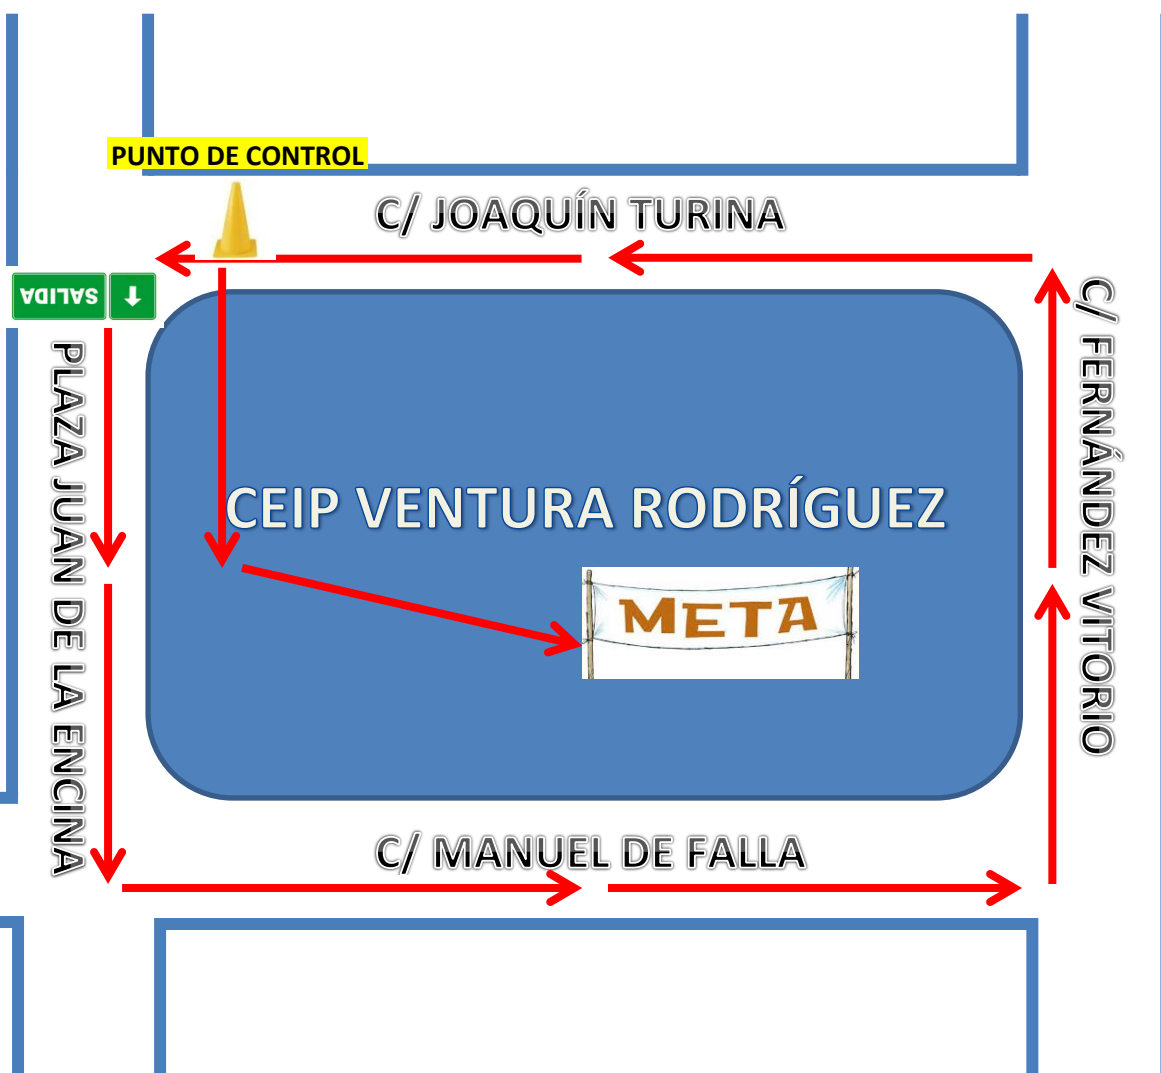 PUNTO DE CONTROL
C/ JOAQUÍN TURINA
SALIDA
PLAZA JUAN DE LA ENCINA
C/ FERNÁNDEZ VITORIO
CEIP VENTURA RODRÍGUEZ
META
C/ MANUEL DE FALLA